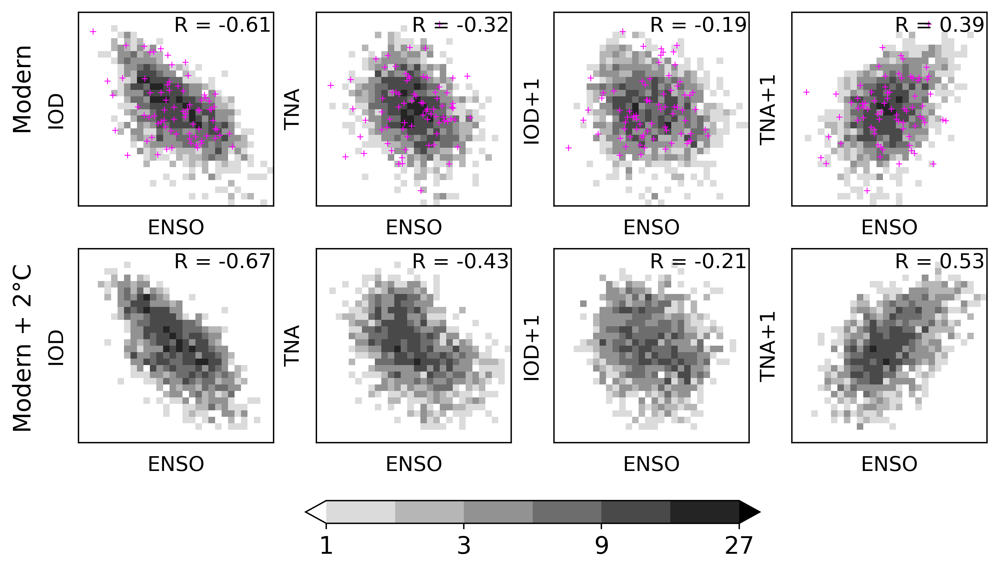 Modern
IOD
R = -0.61
ENSO
TNA
R = -0.32
ENSO
IOD+1
R = -0.19
ENSO
TNA+1
R = 0.39
ENSO
Modern + 2°C
IOD
R = -0.67
ENSO
TNA
R = -0.43
ENSO
IOD+1
R = -0.21
ENSO
TNA+1
R = 0.53
ENSO
1 3 9 27